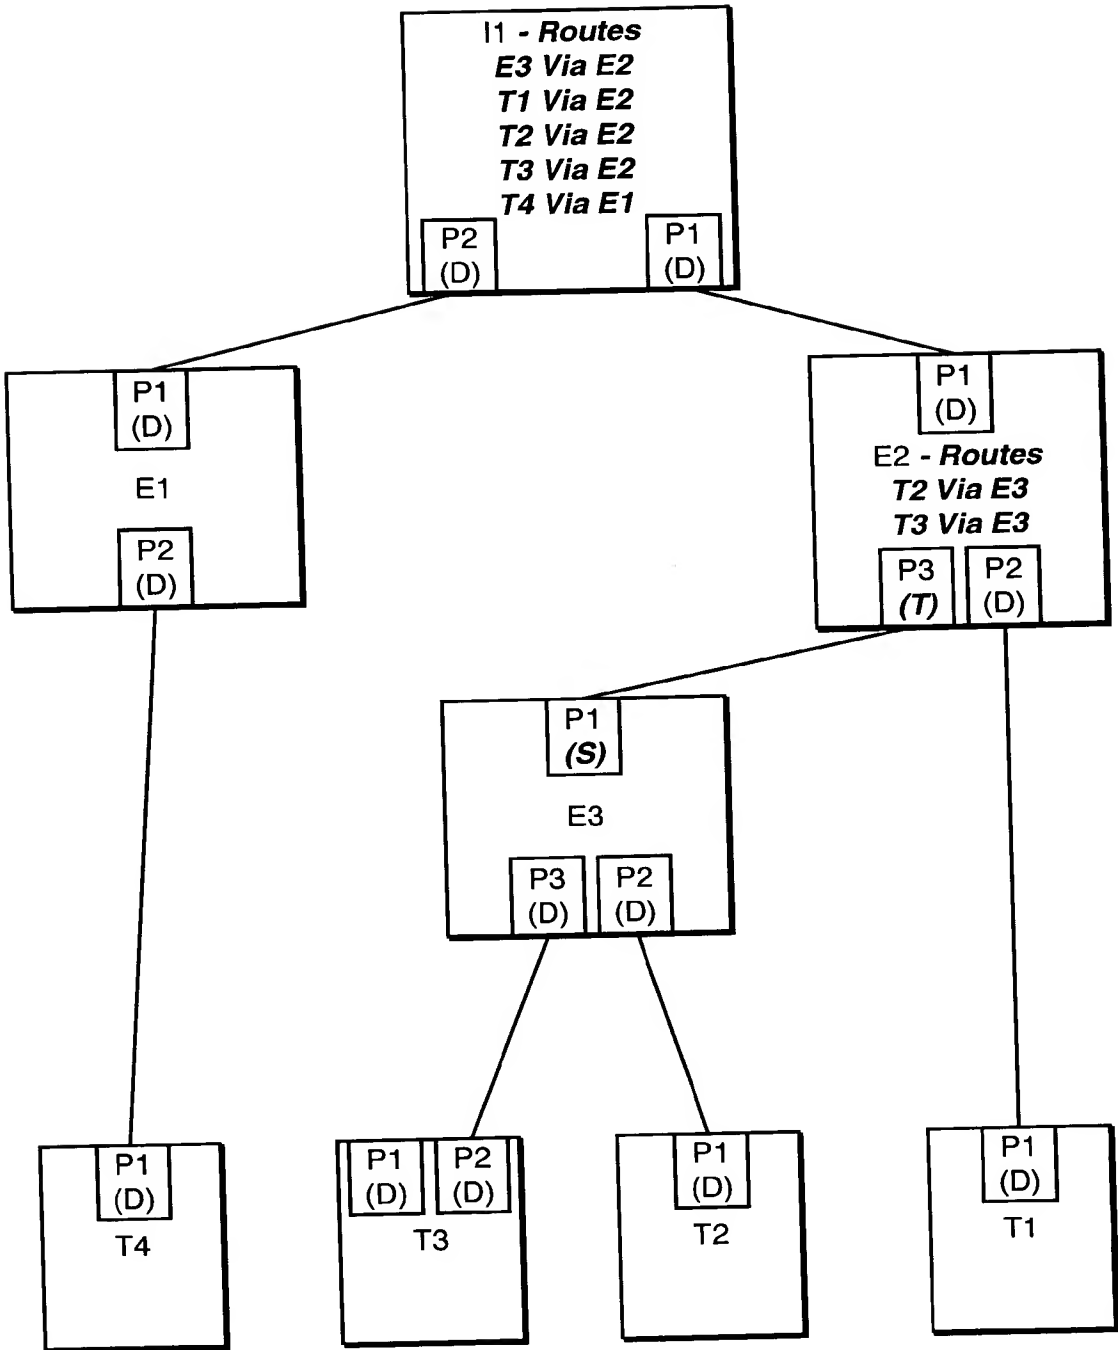 I1 - Routes
E3 Via E2
T1 Via E2
T2 Via E2
T3 Via E2
T4 Via E1
P2
(D)
P1
(D)
P1
(D)
E1
P2
(D)
P1
(D)
E2 - Routes
T2 Via E3
T3 Via E3
P3
(T)
P2
(D)
P1
(S)
E3
P3
(D)
P2
(D)
P1
(D)
T4
P1
(D)
P2
(D)
T3
P1
(D)
T2
P1
(D)
T1